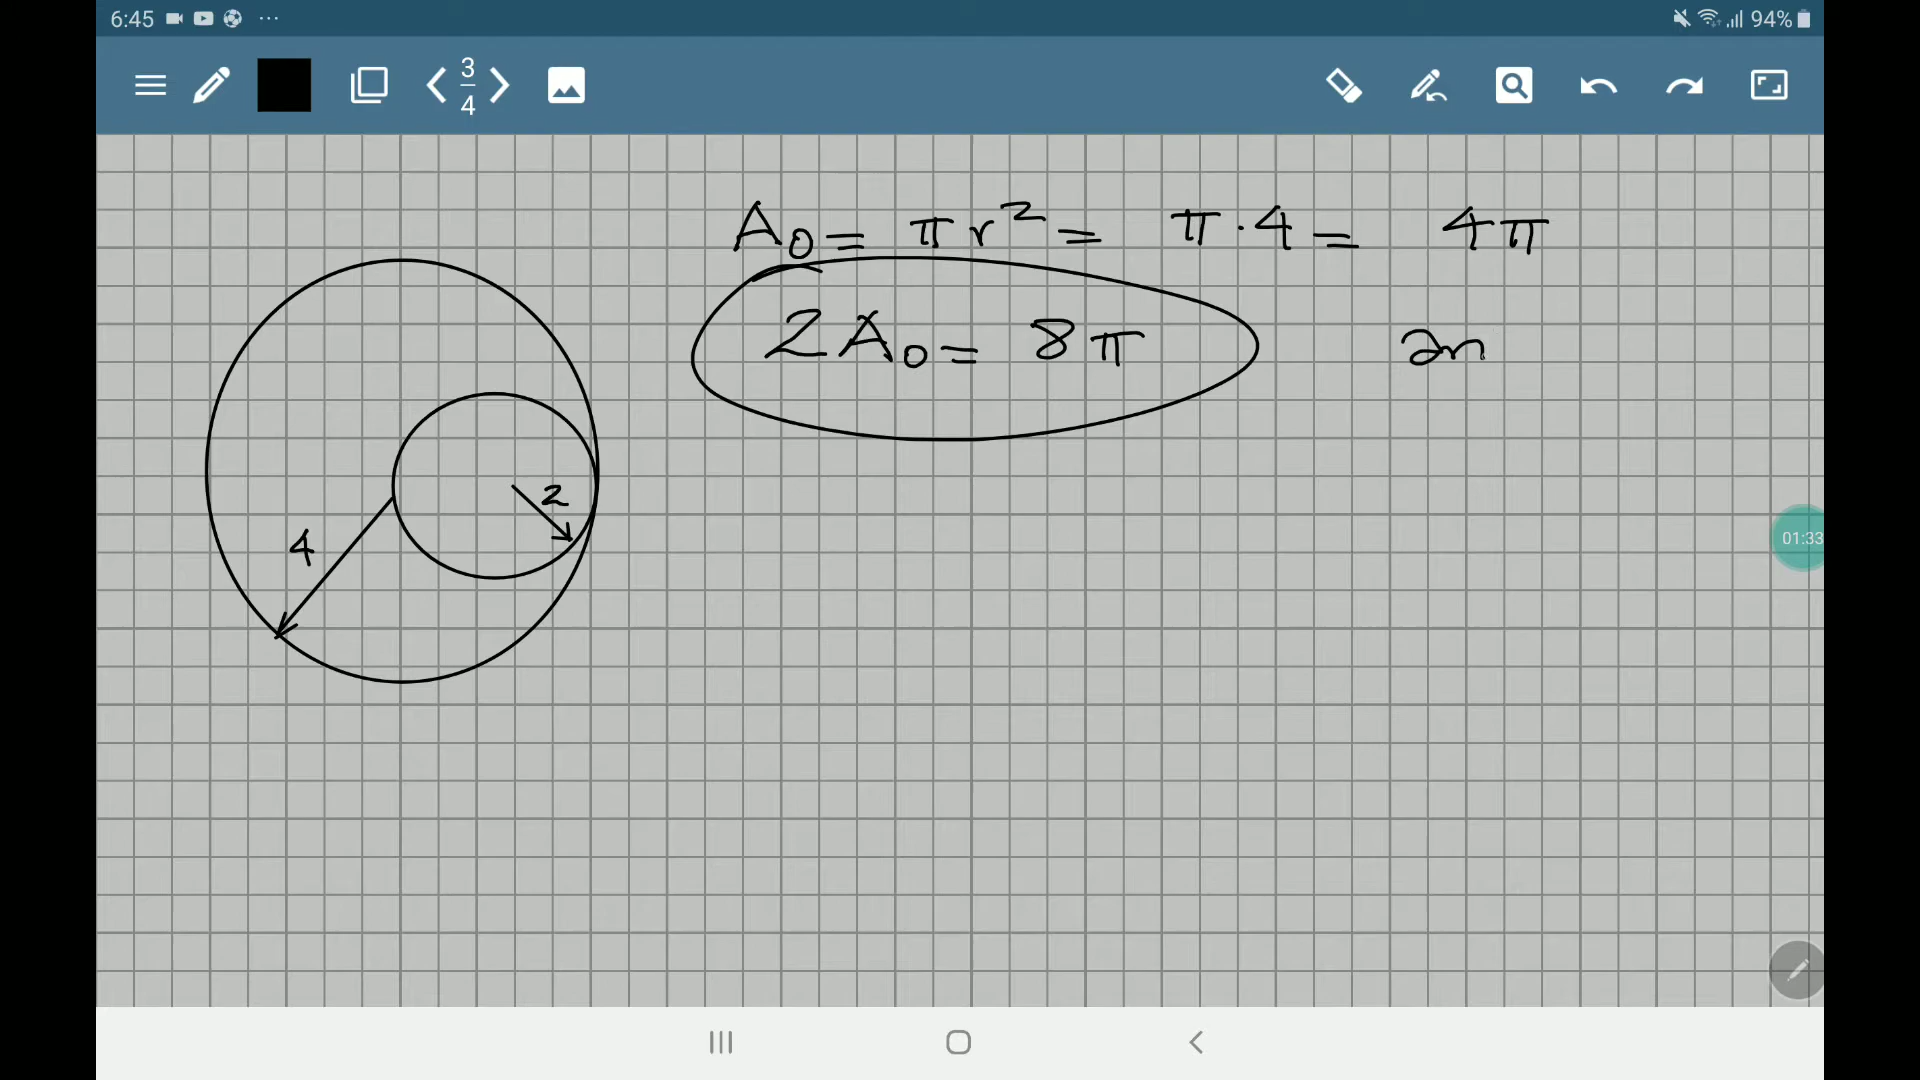 6:45 ... 94%
3
4
A₀ = πr² = π·4 = 4π
2A₀ = 8π
2
4
01:33